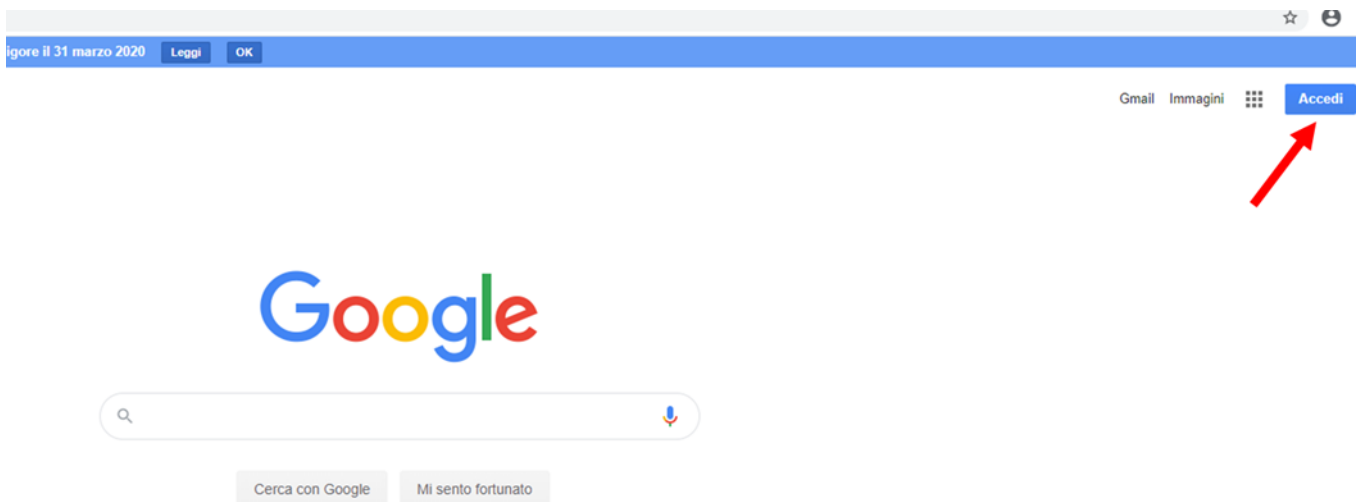 igore il 31 marzo 2020 Leggi OK
Gmail Immagini Accedi
Google
Cerca con Google Mi sento fortunato